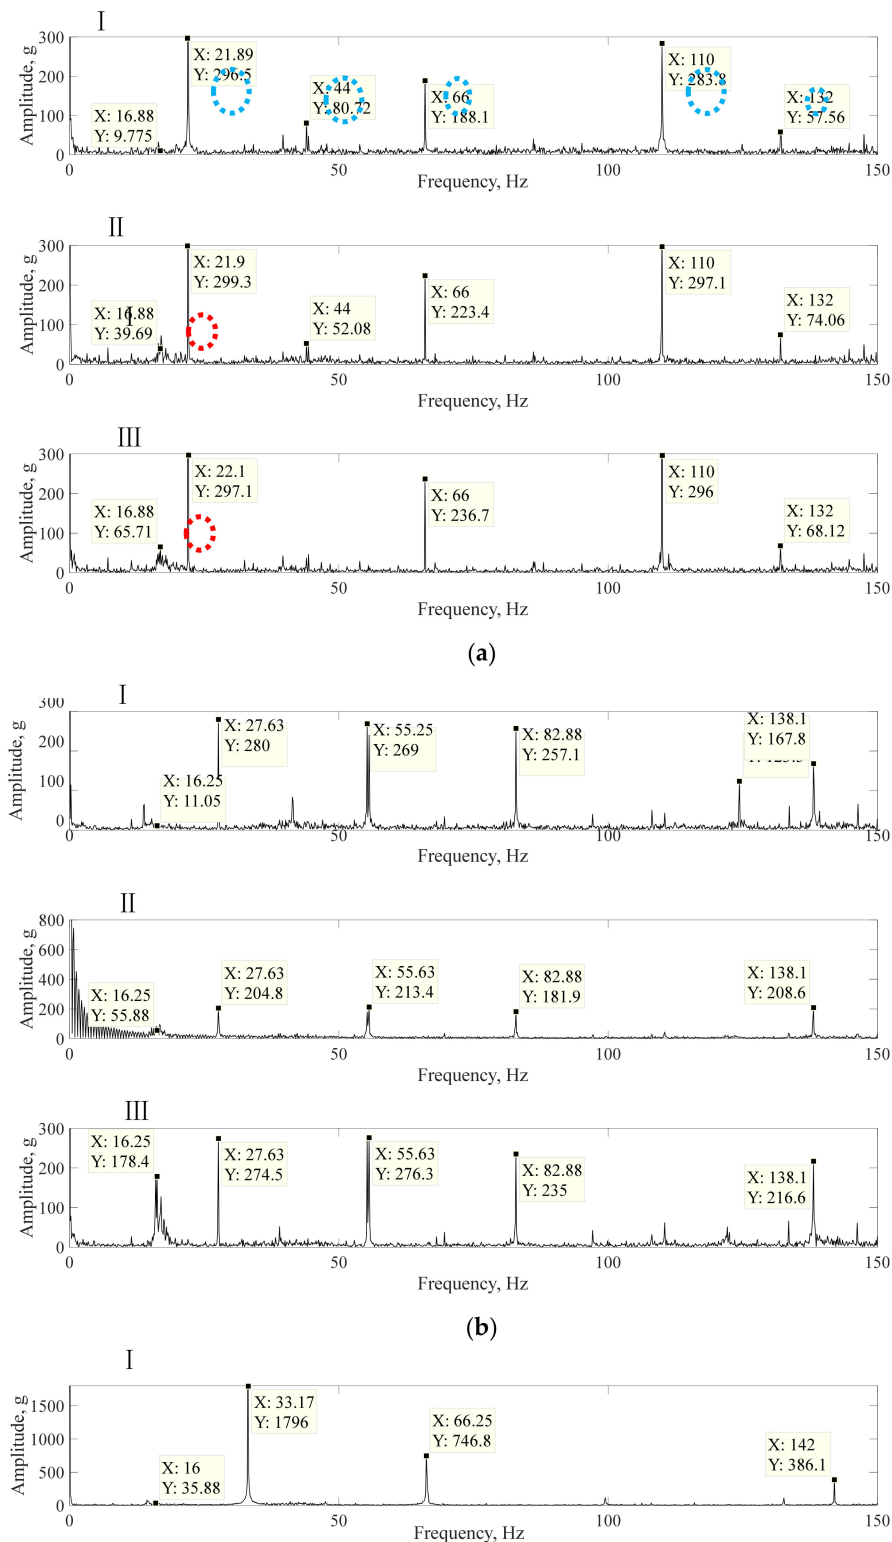 I
300
200
100
0
Amplitude, g
X: 16.88
Y: 9.775
X: 21.89
Y: 296.5
X: 44
Y: 80.72
X: 66
Y: 188.1
X: 110
Y: 283.8
X: 132
Y: 57.56
0 50 100 150
Frequency, Hz
II
300
200
100
0
Amplitude, g
X: 16.88
Y: 39.69
I
X: 21.9
Y: 299.3
X: 44
Y: 52.08
X: 66
Y: 223.4
X: 110
Y: 297.1
X: 132
Y: 74.06
0 50 100 150
Frequency, Hz
III
300
200
100
0
Amplitude, g
X: 16.88
Y: 65.71
X: 22.1
Y: 297.1
X: 66
Y: 236.7
X: 110
Y: 296
X: 132
Y: 68.12
0 50 100 150
Frequency, Hz
(a)
I
300
200
100
0
Amplitude, g
X: 16.25
Y: 11.05
X: 27.63
Y: 280
X: 55.25
Y: 269
X: 82.88
Y: 257.1
X: 138.1
Y: 167.8
0 50 100 150
Frequency, Hz
II
800
600
400
200
0
Amplitude, g
X: 16.25
Y: 55.88
X: 27.63
Y: 204.8
X: 55.63
Y: 213.4
X: 82.88
Y: 181.9
X: 138.1
Y: 208.6
0 50 100 150
Frequency, Hz
III
300
200
100
0
Amplitude, g
X: 16.25
Y: 178.4
X: 27.63
Y: 274.5
X: 55.63
Y: 276.3
X: 82.88
Y: 235
X: 138.1
Y: 216.6
0 50 100 150
Frequency, Hz
(b)
I
1500
1000
500
0
Amplitude, g
X: 16
Y: 35.88
X: 33.17
Y: 1796
X: 66.25
Y: 746.8
X: 142
Y: 386.1
0 50 100 150
Frequency, Hz